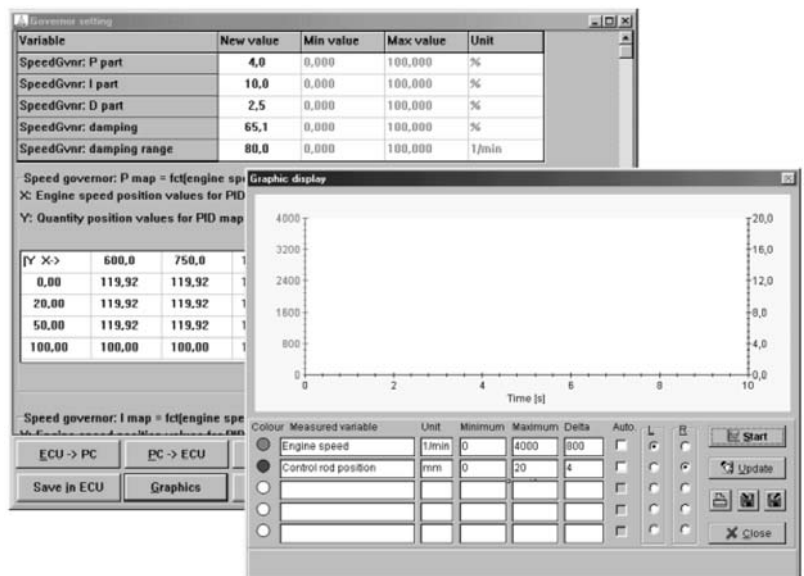 Governor setting
Variable New value Min value Max value Unit
SpeedGvnr: P part 4,0 0,000 100,000 %
SpeedGvnr: I part 10,0 0,000 100,000 %
SpeedGvnr: D part 2,5 0,000 100,000 %
SpeedGvnr: damping 65,1 0,000 100,000 %
SpeedGvnr: damping range 80,0 0,000 100,000 1/min
Speed governor: P map = fct(engine spe
X: Engine speed position values for PID
Y: Quantity position values for PID map
[Y X-> 600,0 750,0 1
0,00 119,92 119,92 1
20,00 119,92 119,92 1
50,00 119,92 119,92 1
100,00 100,00 100,00 1
Speed governor: I map = fct(engine spe
ECU -> PC PC -> ECU
Save in ECU Graphics
Graphic display
4000 20,0
3200 16,0
2400 12,0
1600 8,0
800 4,0
0 0,0
0 2 4 6 8 10
Time [s]
Colour Measured variable Unit Minimum Maximum Delta Auto. L R
Engine speed 1/min 0 4000 800
Control rod position mm 0 20 4
Start
Update
Close